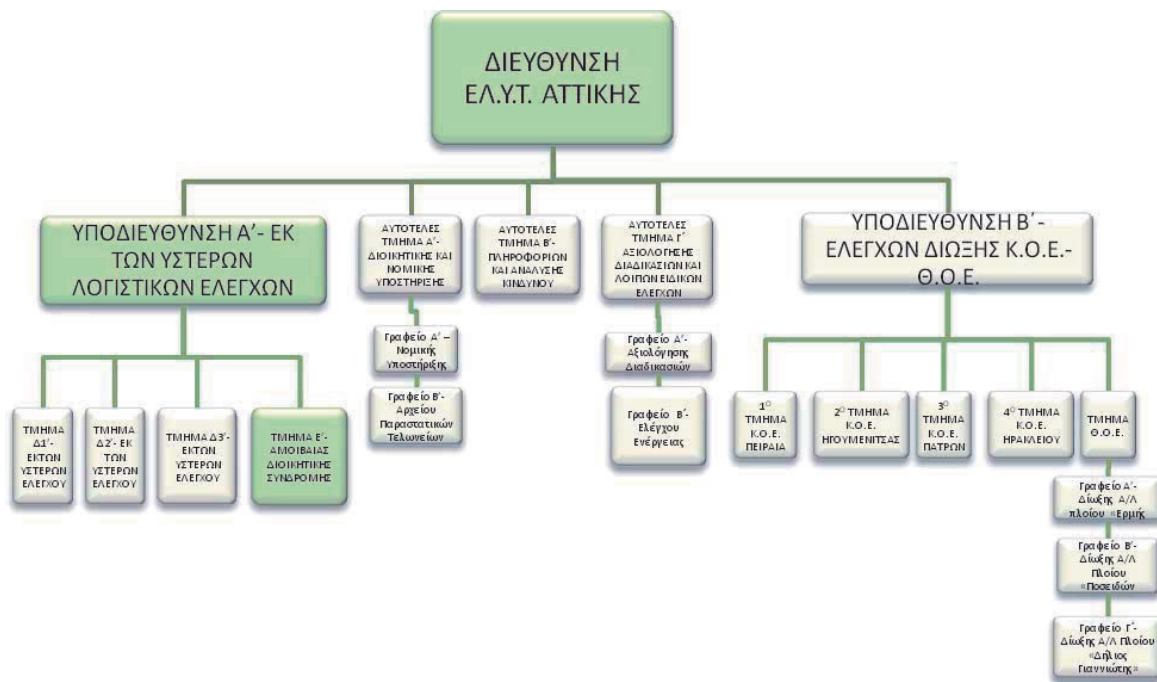 ΔΙΕΥΘΥΝΣΗ
ΕΛ.Υ.Τ. ΑΤΤΙΚΗΣ
ΥΠΟΔΙΕΥΘΥΝΣΗ Α'- ΕΚ
ΤΩΝ ΥΣΤΕΡΩΝ
ΛΟΓΙΣΤΙΚΩΝ ΕΛΕΓΧΩΝ
ΑΥΤΟΤΕΛΕΣ
ΤΜΗΜΑ Α'-
ΔΙΟΙΚΗΤΙΚΗΣ ΚΑΙ
ΝΟΜΙΚΗΣ
ΥΠΟΣΤΗΡΙΞΗΣ
ΑΥΤΟΤΕΛΕΣ
ΤΜΗΜΑ Β'-
ΠΛΗΡΟΦΟΡΙΩΝ
ΚΑΙ ΑΝΑΛΥΣΗΣ
ΚΙΝΔΥΝΟΥ
ΑΥΤΟΤΕΛΕΣ
ΤΜΗΜΑ Γ΄
ΑΞΙΟΛΟΓΗΣΗΣ
ΔΙΑΔΙΚΑΣΙΩΝ ΚΑΙ
ΛΟΙΠΩΝ ΕΙΔΙΚΩΝ
ΕΛΕΓΧΩΝ
ΥΠΟΔΙΕΥΘΥΝΣΗ Β΄-
ΕΛΕΓΧΩΝ ΔΙΩΞΗΣ Κ.Ο.Ε.-
Θ.Ο.Ε.
Γραφείο Α' –
Νομικής
Υποστήριξης
Γραφείο Β'-
Αρχείου
Παραστατικών
Τελωνείων
Γραφείο Α'-
Αξιολόγησης
Διαδικασιών
Γραφείο Β'-
Ελέγχου
Ενέργειας
ΤΜΗΜΑ
Δ1'-
ΕΚ ΤΩΝ
ΥΣΤΕΡΩΝ
ΕΛΕΓΧΟΥ
ΤΜΗΜΑ
Δ2'- ΕΚ
ΤΩΝ
ΥΣΤΕΡΩΝ
ΕΛΕΓΧΟΥ
ΤΜΗΜΑ Δ3'-
ΕΚ ΤΩΝ
ΥΣΤΕΡΩΝ
ΕΛΕΓΧΟΥ
ΤΜΗΜΑ Ε'-
ΑΜΟΙΒΑΙΑΣ
ΔΙΟΙΚΗΤΙΚΗΣ
ΣΥΝΔΡΟΜΗΣ
1Ο
ΤΜΗΜΑ
Κ.Ο.Ε.
ΠΕΙΡΑΙΑ
2Ο ΤΜΗΜΑ
Κ.Ο.Ε.
ΗΓΟΥΜΕΝΙΤΣΑΣ
3Ο
ΤΜΗΜΑ
Κ.Ο.Ε.
ΠΑΤΡΩΝ
4Ο ΤΜΗΜΑ
Κ.Ο.Ε.
ΗΡΑΚΛΕΙΟΥ
ΤΜΗΜΑ
Θ.Ο.Ε.
Γραφείο Α'-
Δίωξης Α/Λ
πλοίου «Ερμής
Γραφείο Β'-
Δίωξης Α/Λ
Πλοίου
«Ποσειδών
Γραφείο Γ'-
Δίωξης Α/Λ Πλοίου
«Δήλιος
Γιαννιώτης»